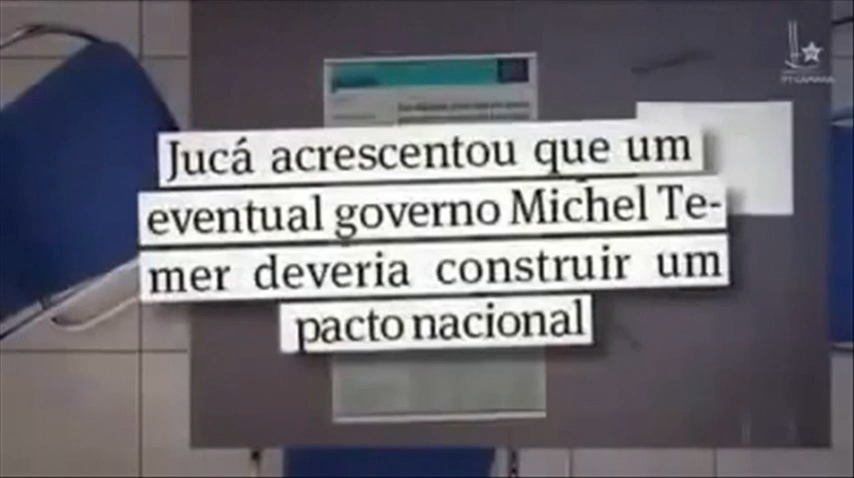 Jucá acrescentou que um
eventual governo Michel Te-
mer deveria construir um
pacto nacional